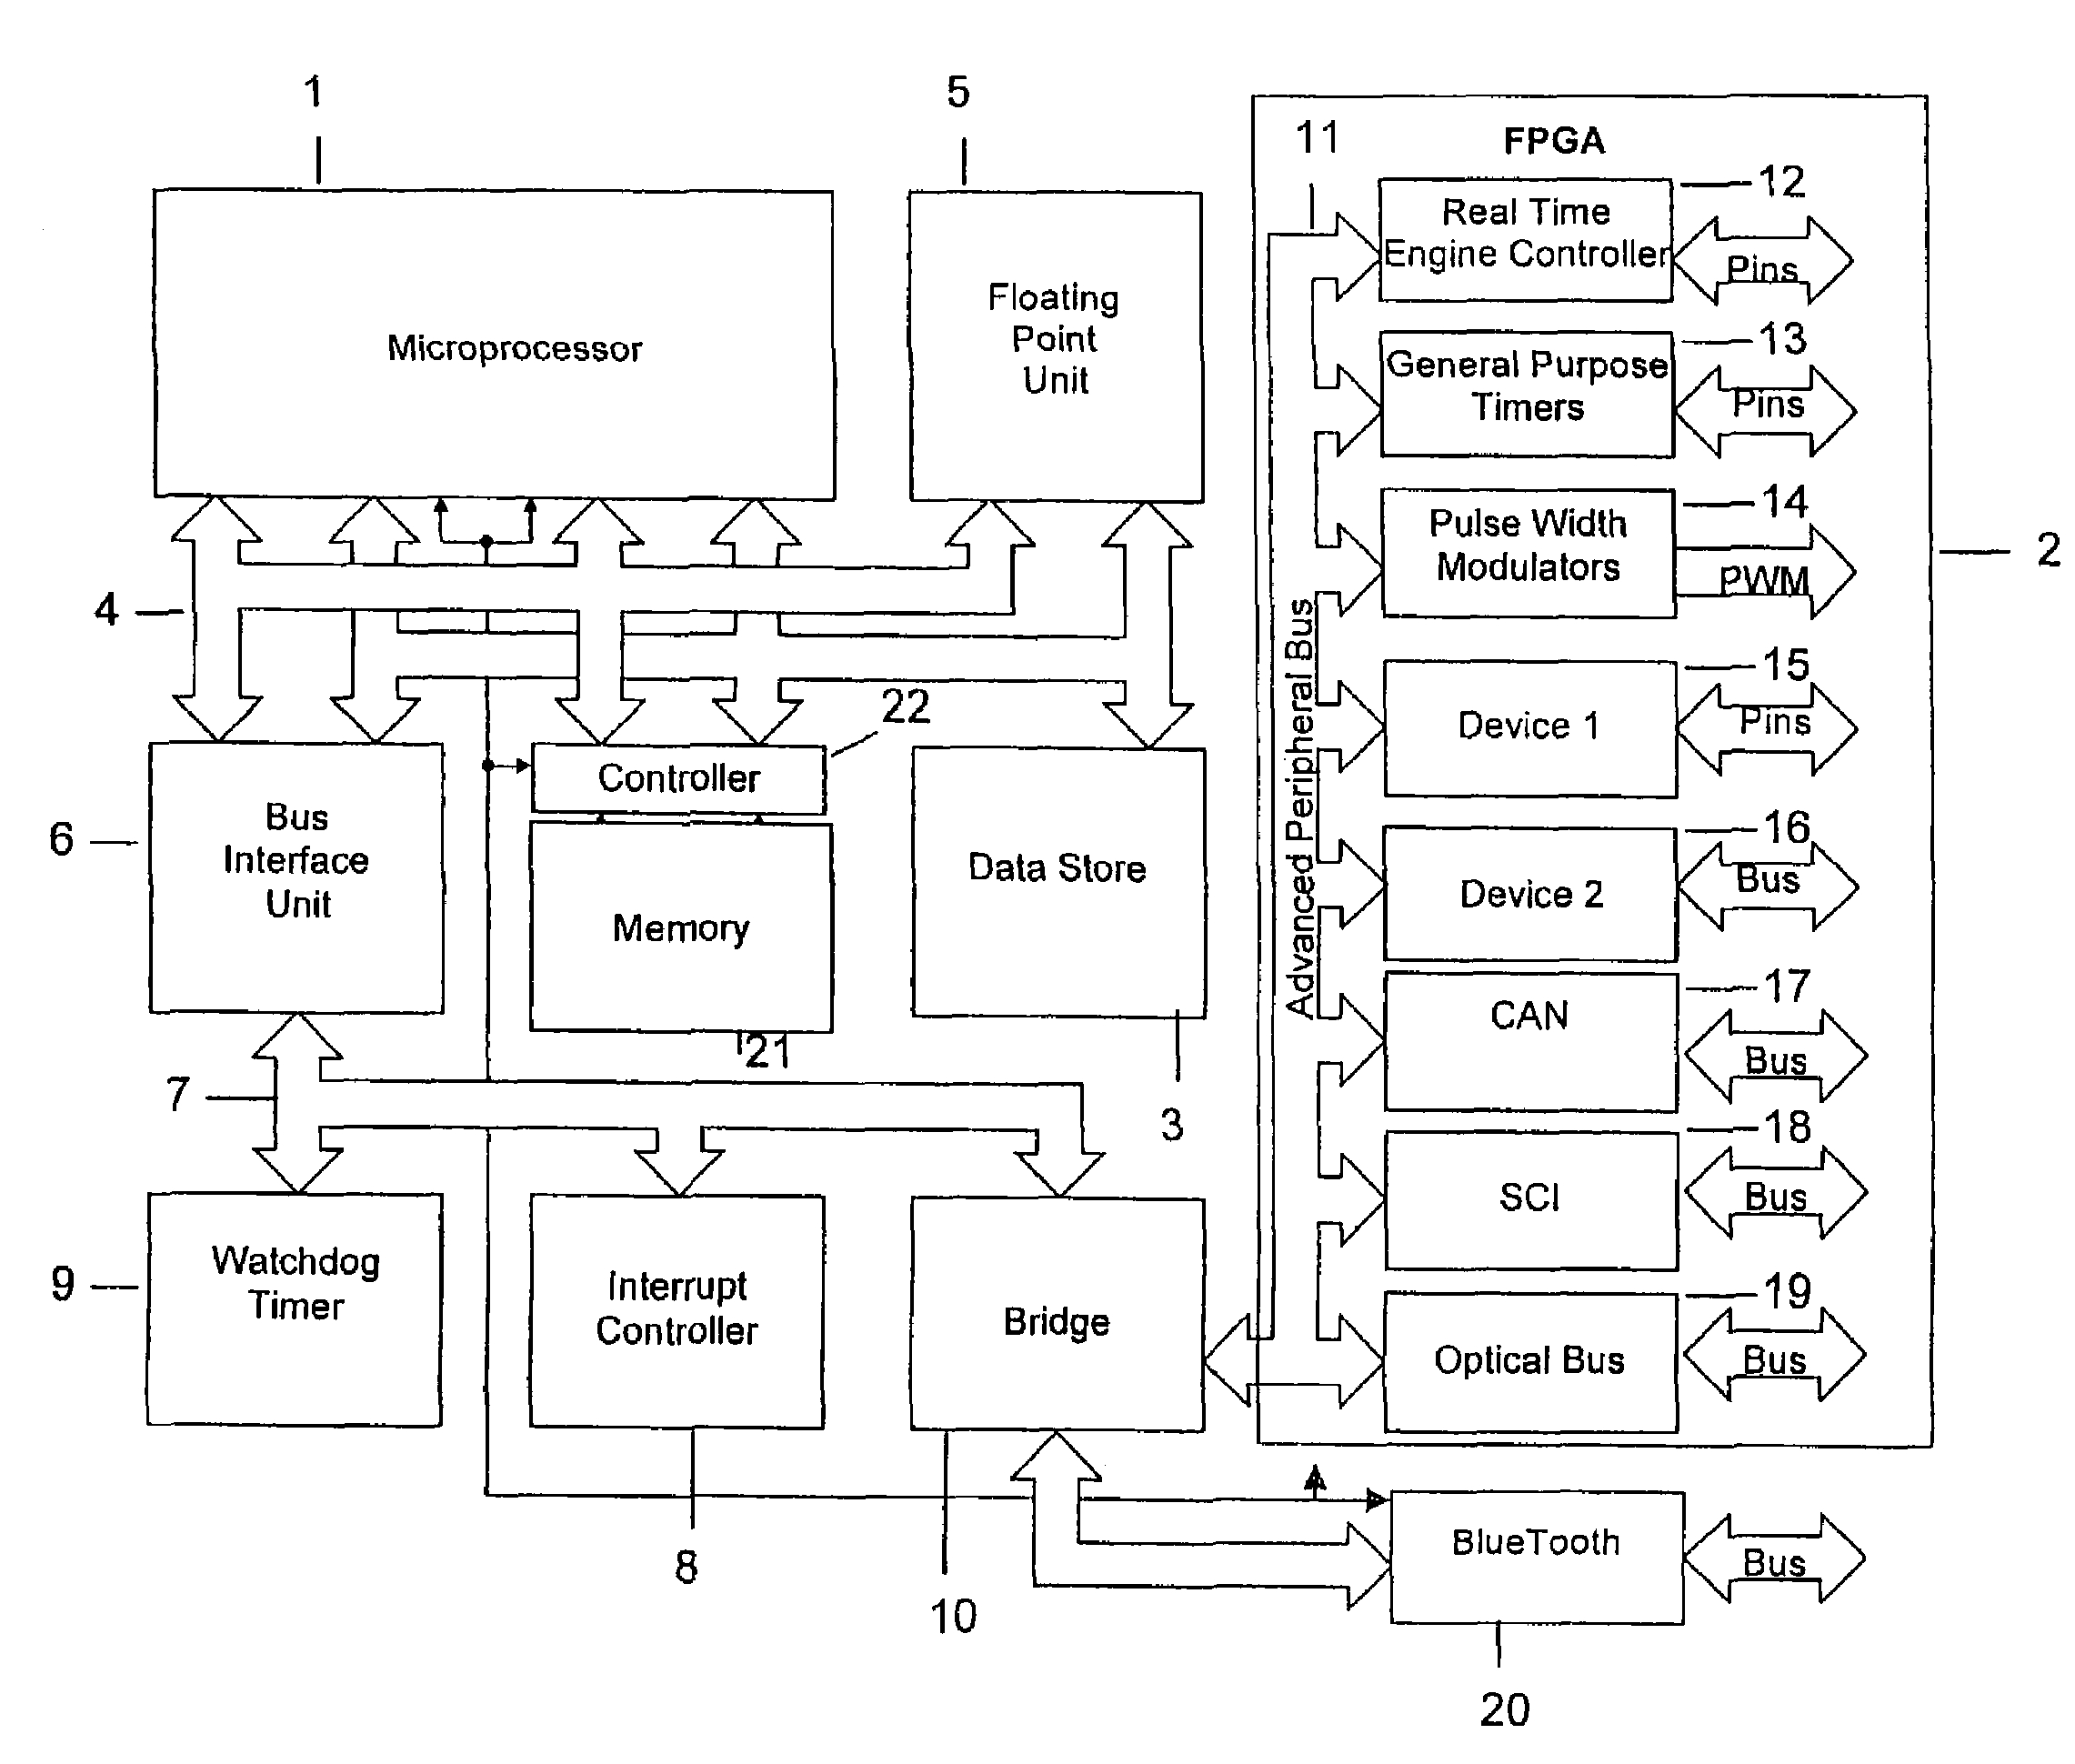 1
5
11
FPGA
12
Real Time
Engine Controller
Pins
Microprocessor
Floating
Point
Unit
13
General Purpose
Timers
Pins
14
Pulse Width
Modulators
PWM
2
4
Advanced Peripheral Bus
15
Device 1
Pins
22
Controller
6
Bus
Interface
Unit
Memory
21
Data Store
3
16
Device 2
Bus
17
CAN
Bus
7
18
SCI
Bus
9
Watchdog
Timer
Interrupt
Controller
Bridge
19
Optical Bus
Bus
8
10
BlueTooth
Bus
20